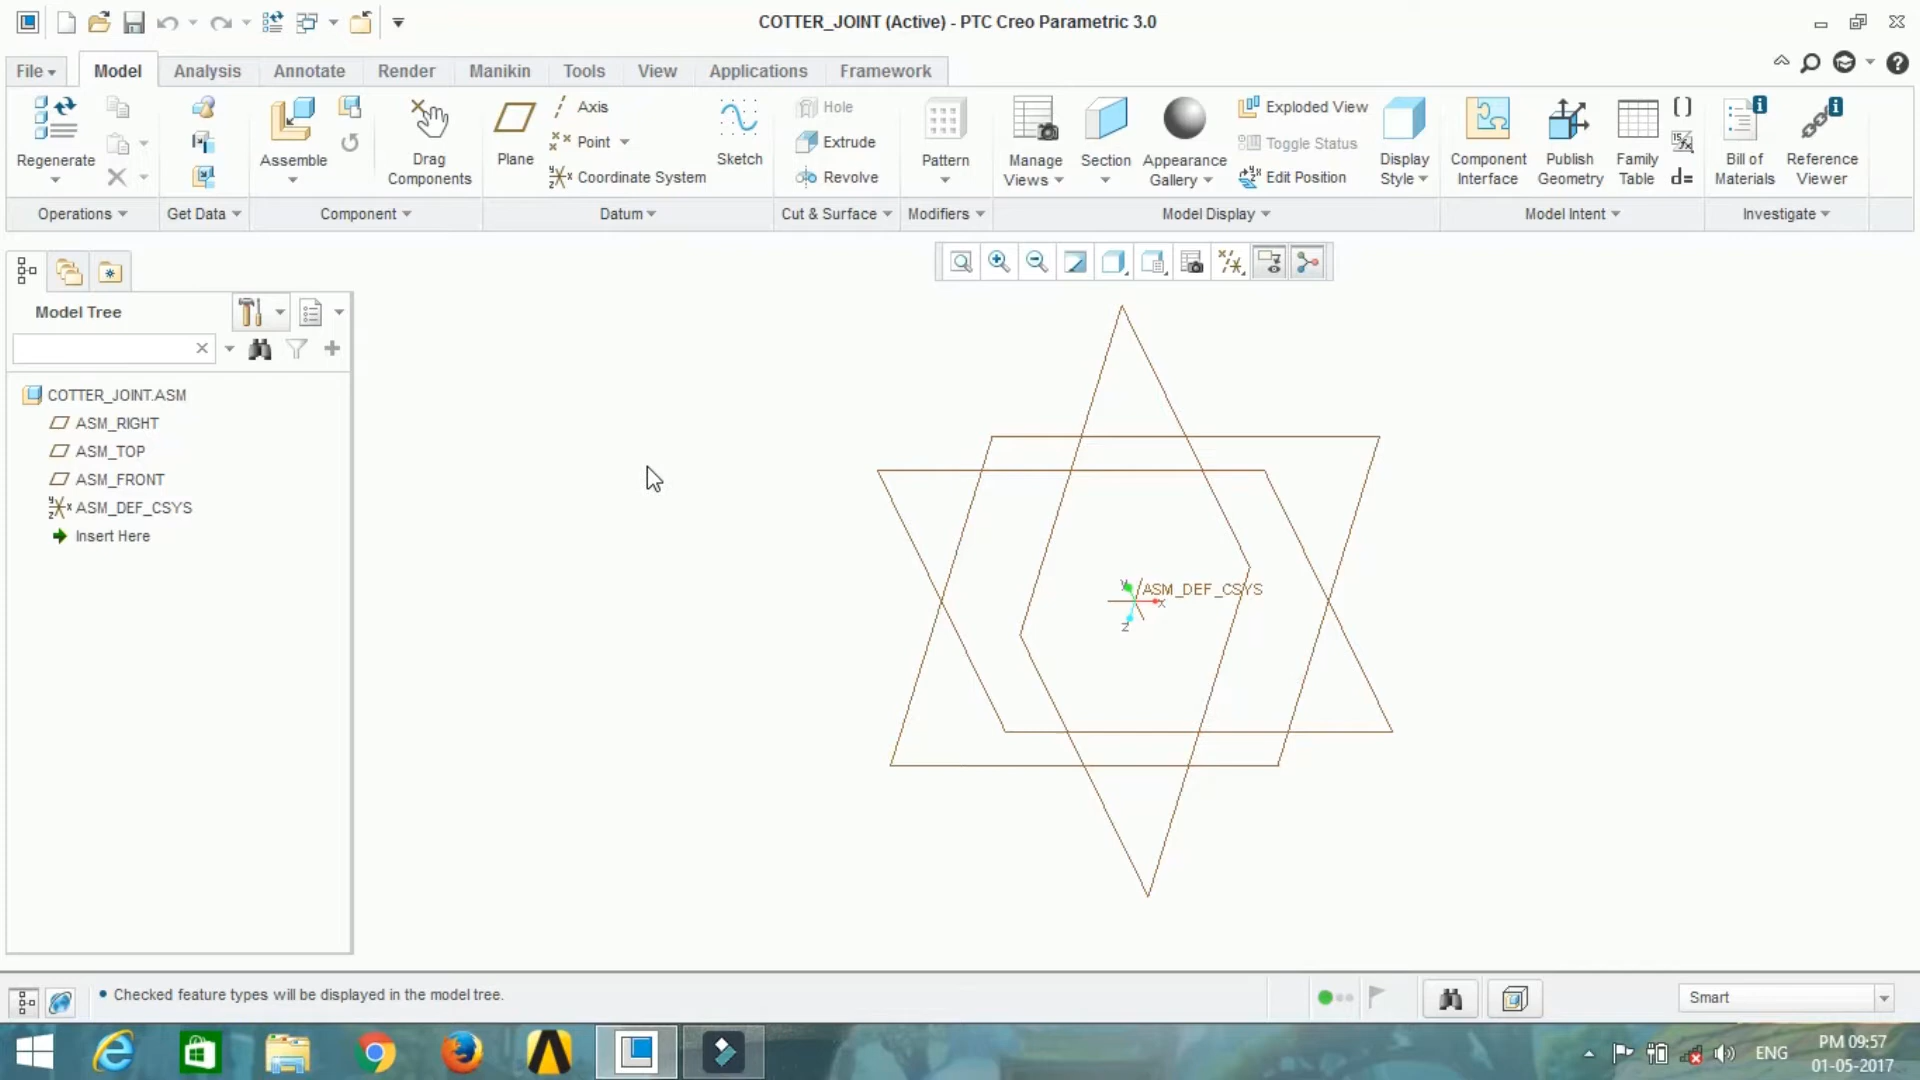 COTTER_JOINT (Active) - PTC Creo Parametric 3.0
File Model Analysis Annotate Render Manikin Tools View Applications Framework
Regenerate
Assemble
Drag Components
Plane
Axis
Point
Coordinate System
Sketch
Hole
Extrude
Revolve
Pattern
Manage Views
Section
Appearance Gallery
Exploded View
Toggle Status
Edit Position
Display Style
Component Interface
Publish Geometry
Family Table
d=
Bill of Materials
Reference Viewer
Operations Get Data Component Datum Cut & Surface Modifiers Model Display Model Intent Investigate
Model Tree
COTTER_JOINT.ASM
ASM_RIGHT
ASM_TOP
ASM_FRONT
ASM_DEF_CSYS
Insert Here
Y ASM_DEF_CSYS
X
Z
Checked feature types will be displayed in the model tree.
Smart
ENG
PM 09:57
01-05-2017